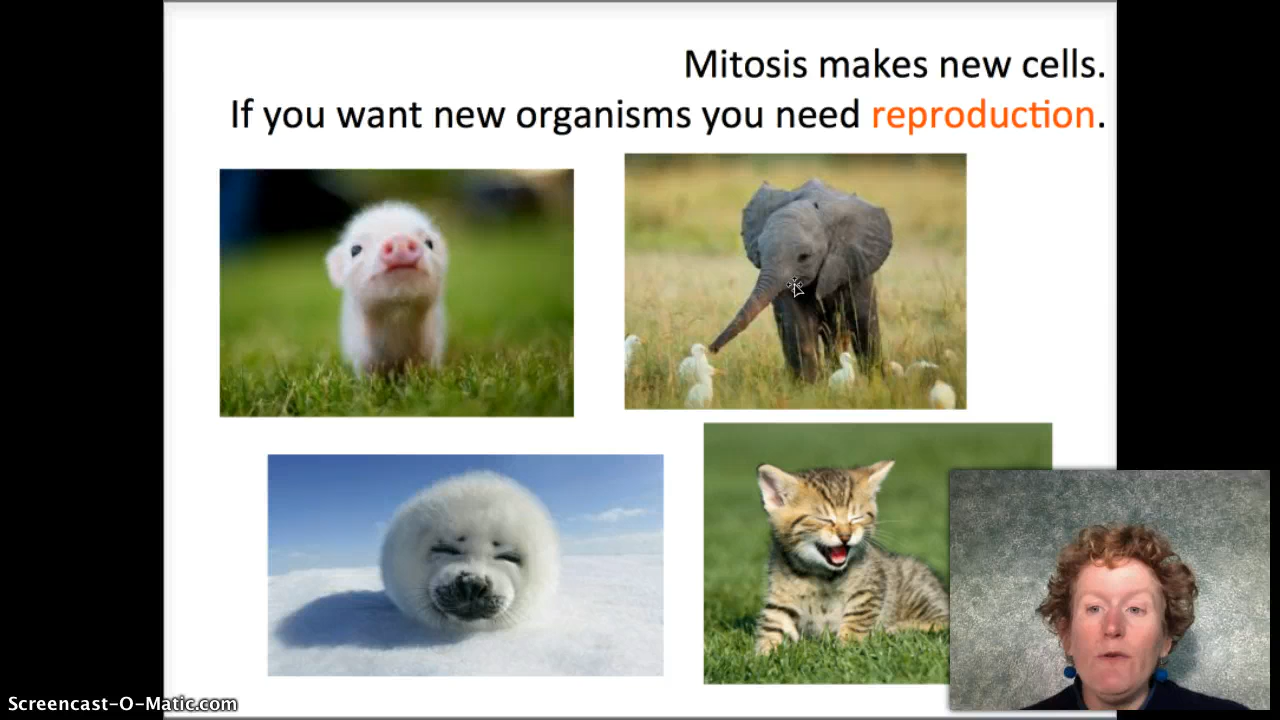 Mitosis makes new cells.
If you want new organisms you need reproduction.
Screencast-O-Matic.com